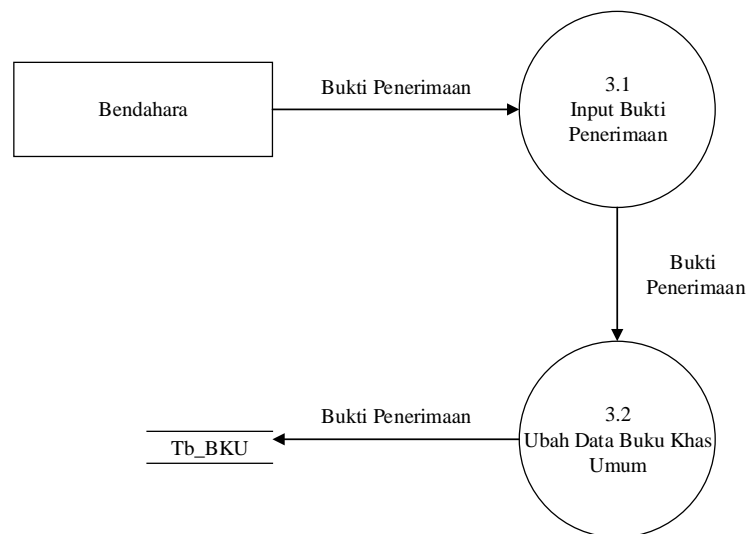 Bendahara
Bukti Penerimaan
3.1
Input Bukti
Penerimaan
Bukti
Penerimaan
3.2
Ubah Data Buku Khas
Umum
Bukti Penerimaan
Tb_BKU